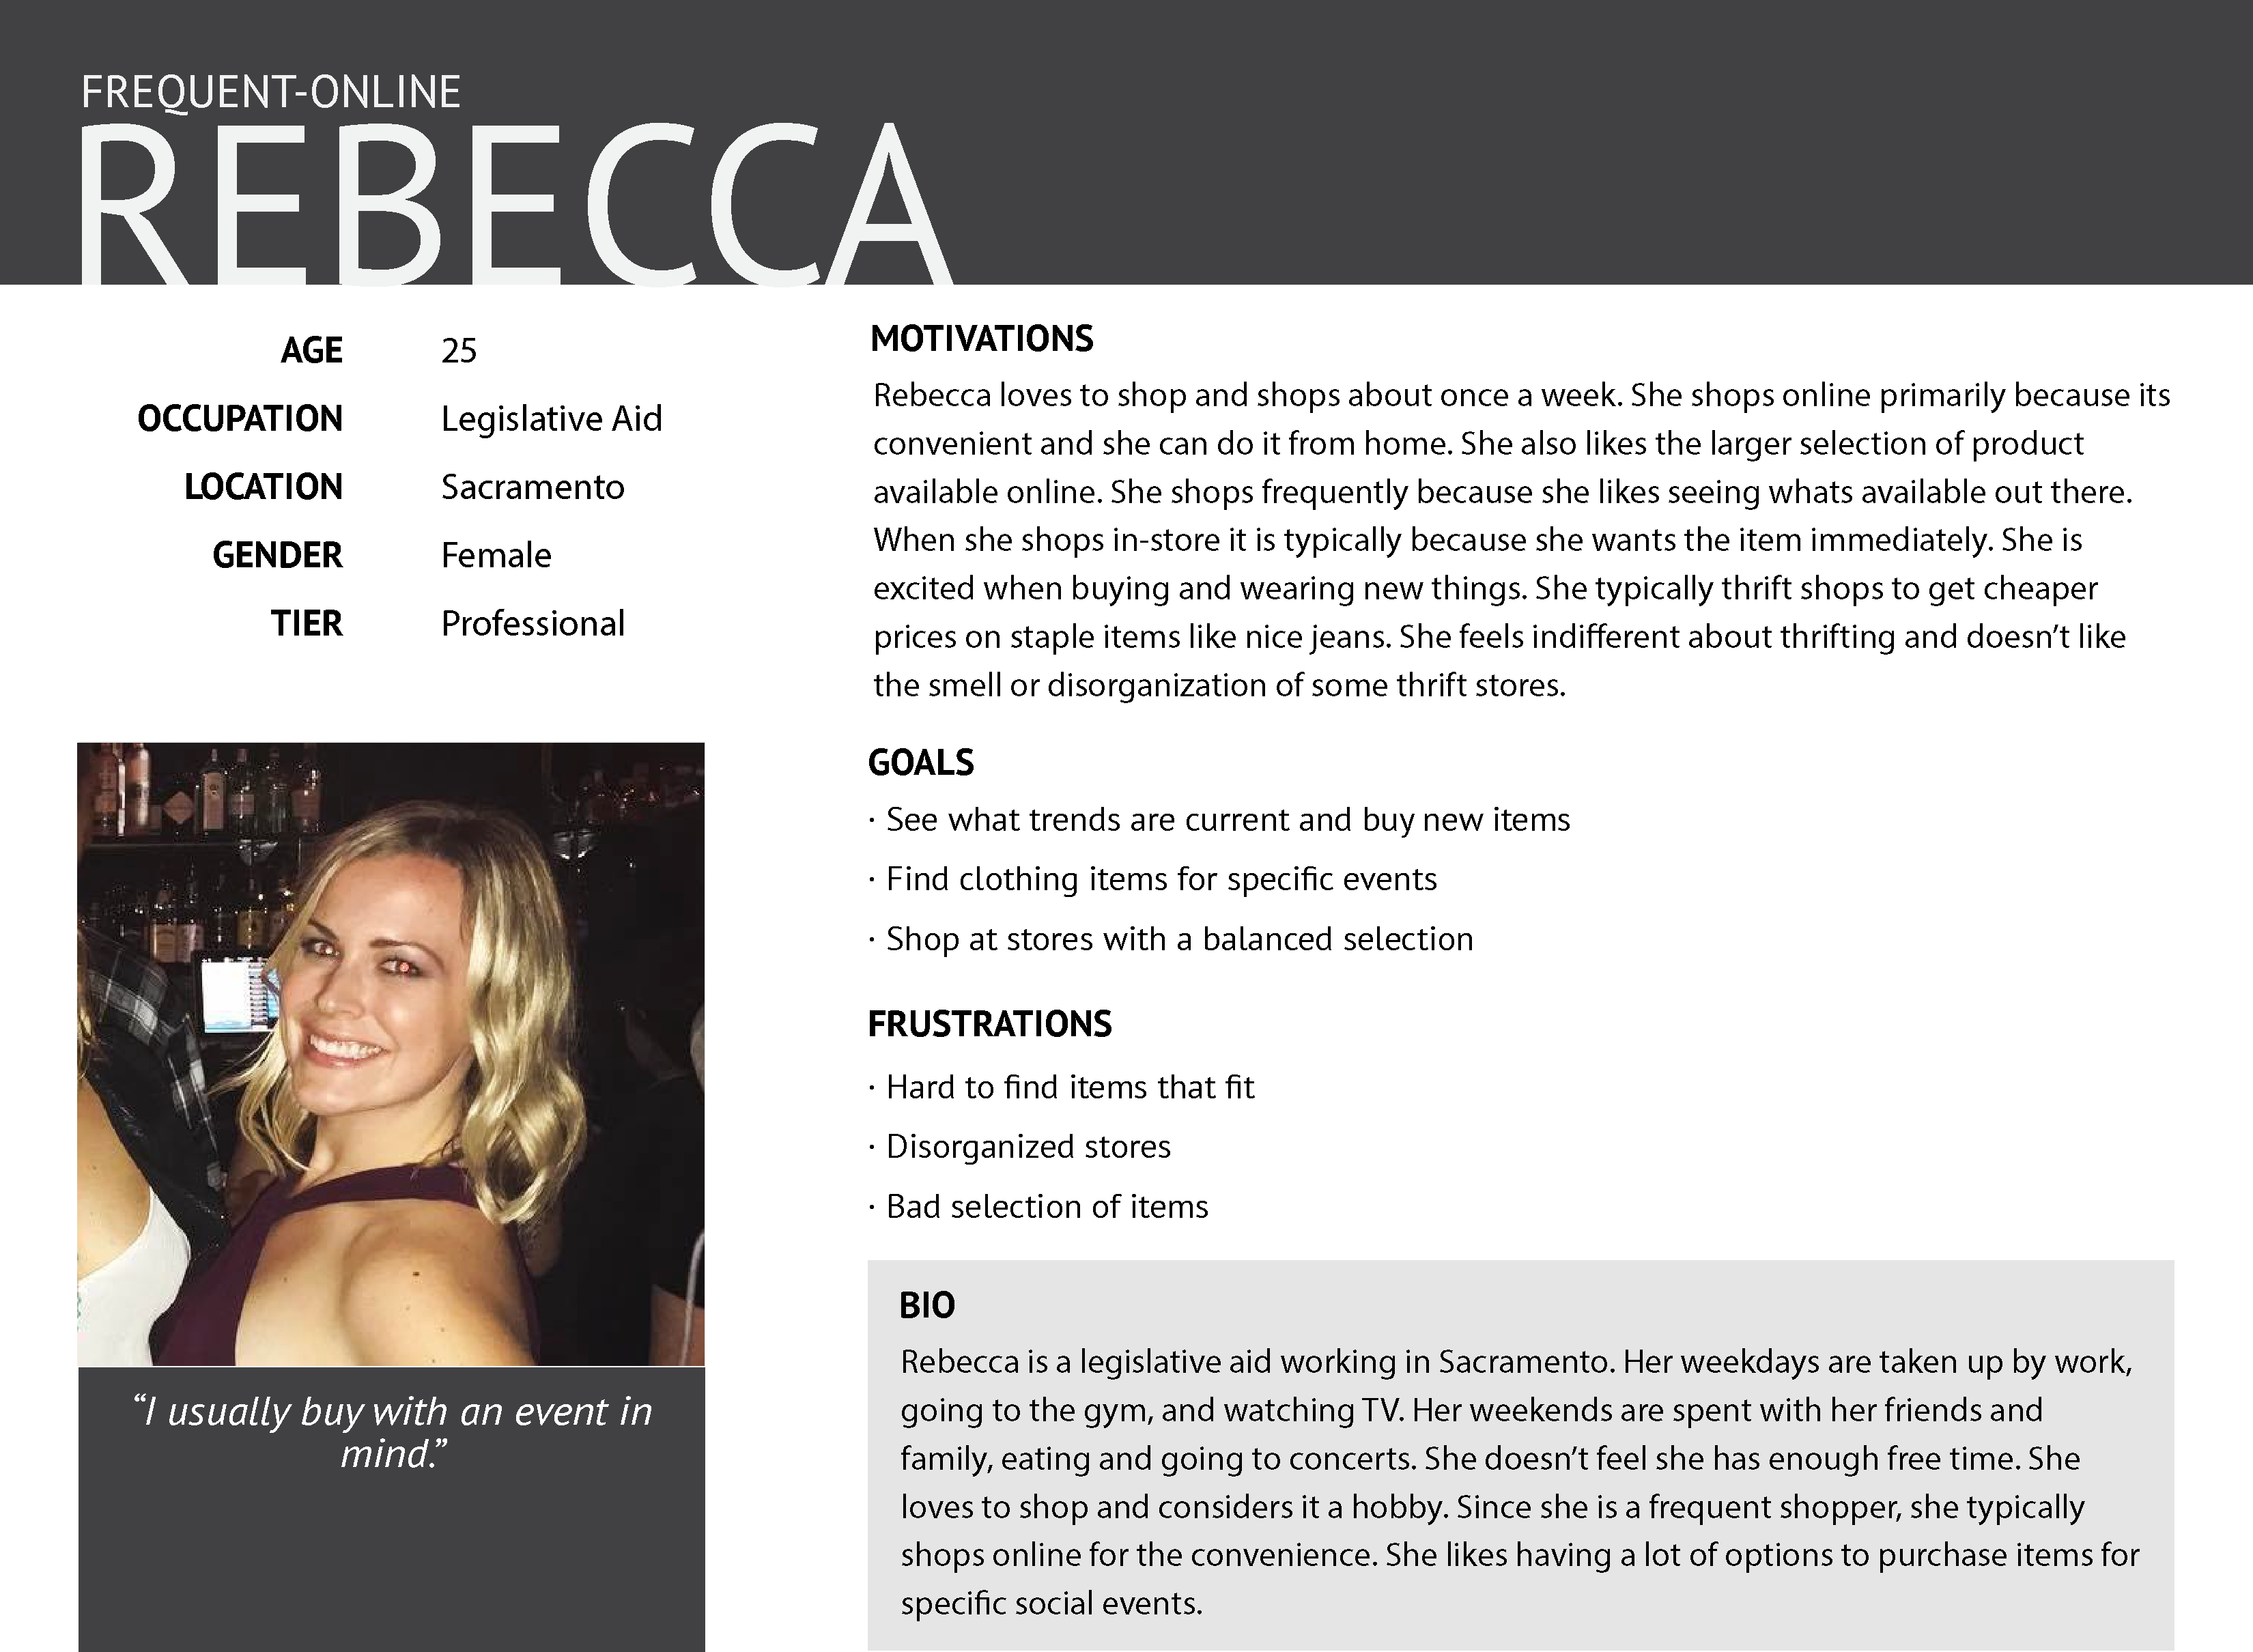 FREQUENT-ONLINE
REBECCA
AGE 25
OCCUPATION Legislative Aid
LOCATION Sacramento
GENDER Female
TIER Professional
“I usually buy with an event in
mind.”
MOTIVATIONS
Rebecca loves to shop and shops about once a week. She shops online primarily because its
convenient and she can do it from home. She also likes the larger selection of product
available online. She shops frequently because she likes seeing whats available out there.
When she shops in-store it is typically because she wants the item immediately. She is
excited when buying and wearing new things. She typically thrift shops to get cheaper
prices on staple items like nice jeans. She feels indifferent about thrifting and doesn’t like
the smell or disorganization of some thrift stores.
GOALS
· See what trends are current and buy new items
· Find clothing items for specific events
· Shop at stores with a balanced selection
FRUSTRATIONS
· Hard to find items that fit
· Disorganized stores
· Bad selection of items
BIO
Rebecca is a legislative aid working in Sacramento. Her weekdays are taken up by work,
going to the gym, and watching TV. Her weekends are spent with her friends and
family, eating and going to concerts. She doesn’t feel she has enough free time. She
loves to shop and considers it a hobby. Since she is a frequent shopper, she typically
shops online for the convenience. She likes having a lot of options to purchase items for
specific social events.